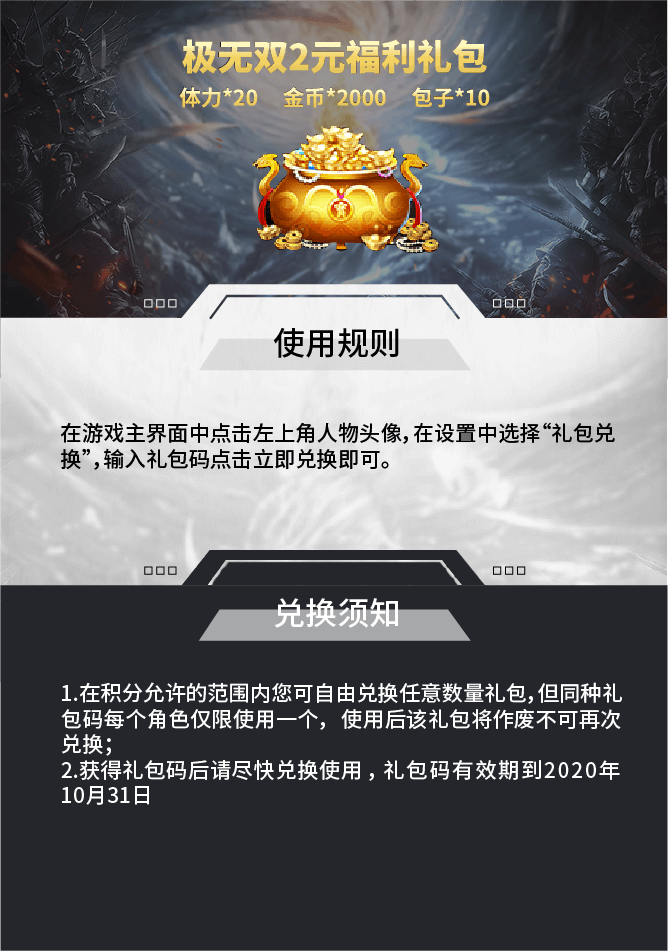 极无双2元福利礼包
体力*20 金币*2000 包子*10
使用规则
在游戏主界面中点击左上角人物头像,在设置中选择“礼包兑
换”,输入礼包码点击立即兑换即可。
兑换须知
1.在积分允许的范围内您可自由兑换任意数量礼包,但同种礼
包码每个角色仅限使用一个，使用后该礼包将作废不可再次
兑换；
2.获得礼包码后请尽快兑换使用，礼包码有效期到2020年
10月31日